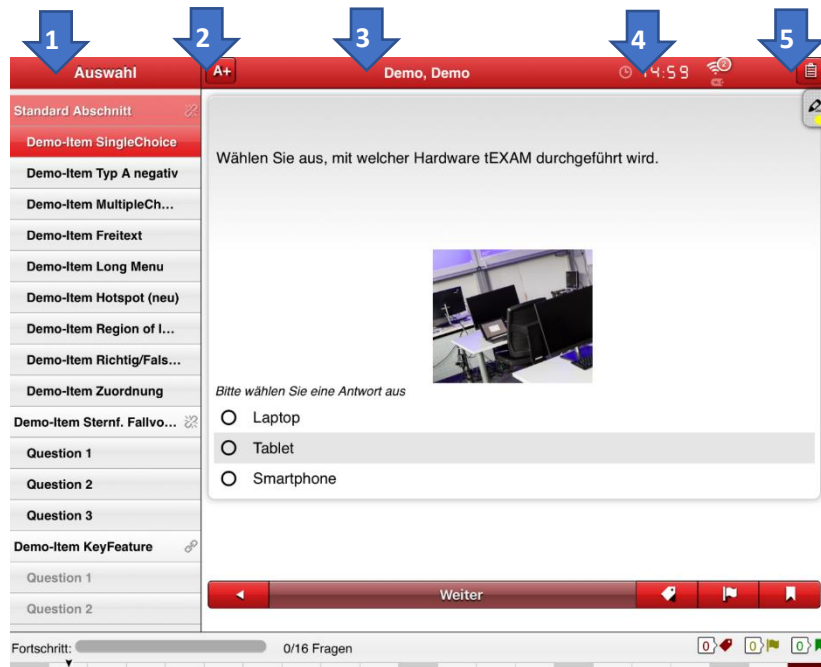 1
2
3
4
5
Auswahl
A+
Demo, Demo
14:59
2
Standard Abschnitt
Demo-Item SingleChoice
Demo-Item Typ A negativ
Demo-Item MultipleCh...
Demo-Item Freitext
Demo-Item Long Menu
Demo-Item Hotspot (neu)
Demo-Item Region of I...
Demo-Item Richtig/Fals...
Demo-Item Zuordnung
Demo-Item Sternf. Fallvo...
Question 1
Question 2
Question 3
Demo-Item KeyFeature
Question 1
Question 2
Wählen Sie aus, mit welcher Hardware tEXAM durchgeführt wird.
Bitte wählen Sie eine Antwort aus
Laptop
Tablet
Smartphone
Weiter
Fortschritt:
0/16 Fragen
0
0
0